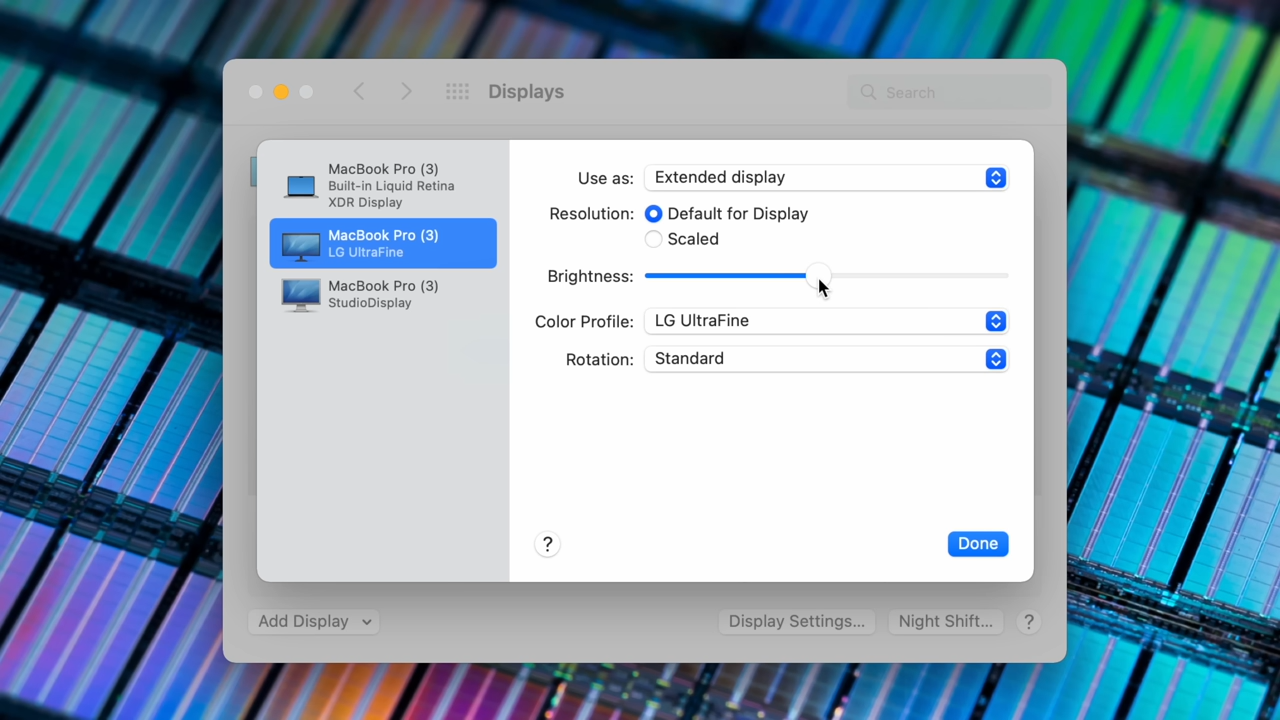 Displays
Search
MacBook Pro (3)
Built-in Liquid Retina
XDR Display
MacBook Pro (3)
LG UltraFine
MacBook Pro (3)
StudioDisplay
Use as: Extended display
Resolution: Default for Display
Scaled
Brightness:
Color Profile: LG UltraFine
Rotation: Standard
? Done
Add Display Display Settings... Night Shift... ?